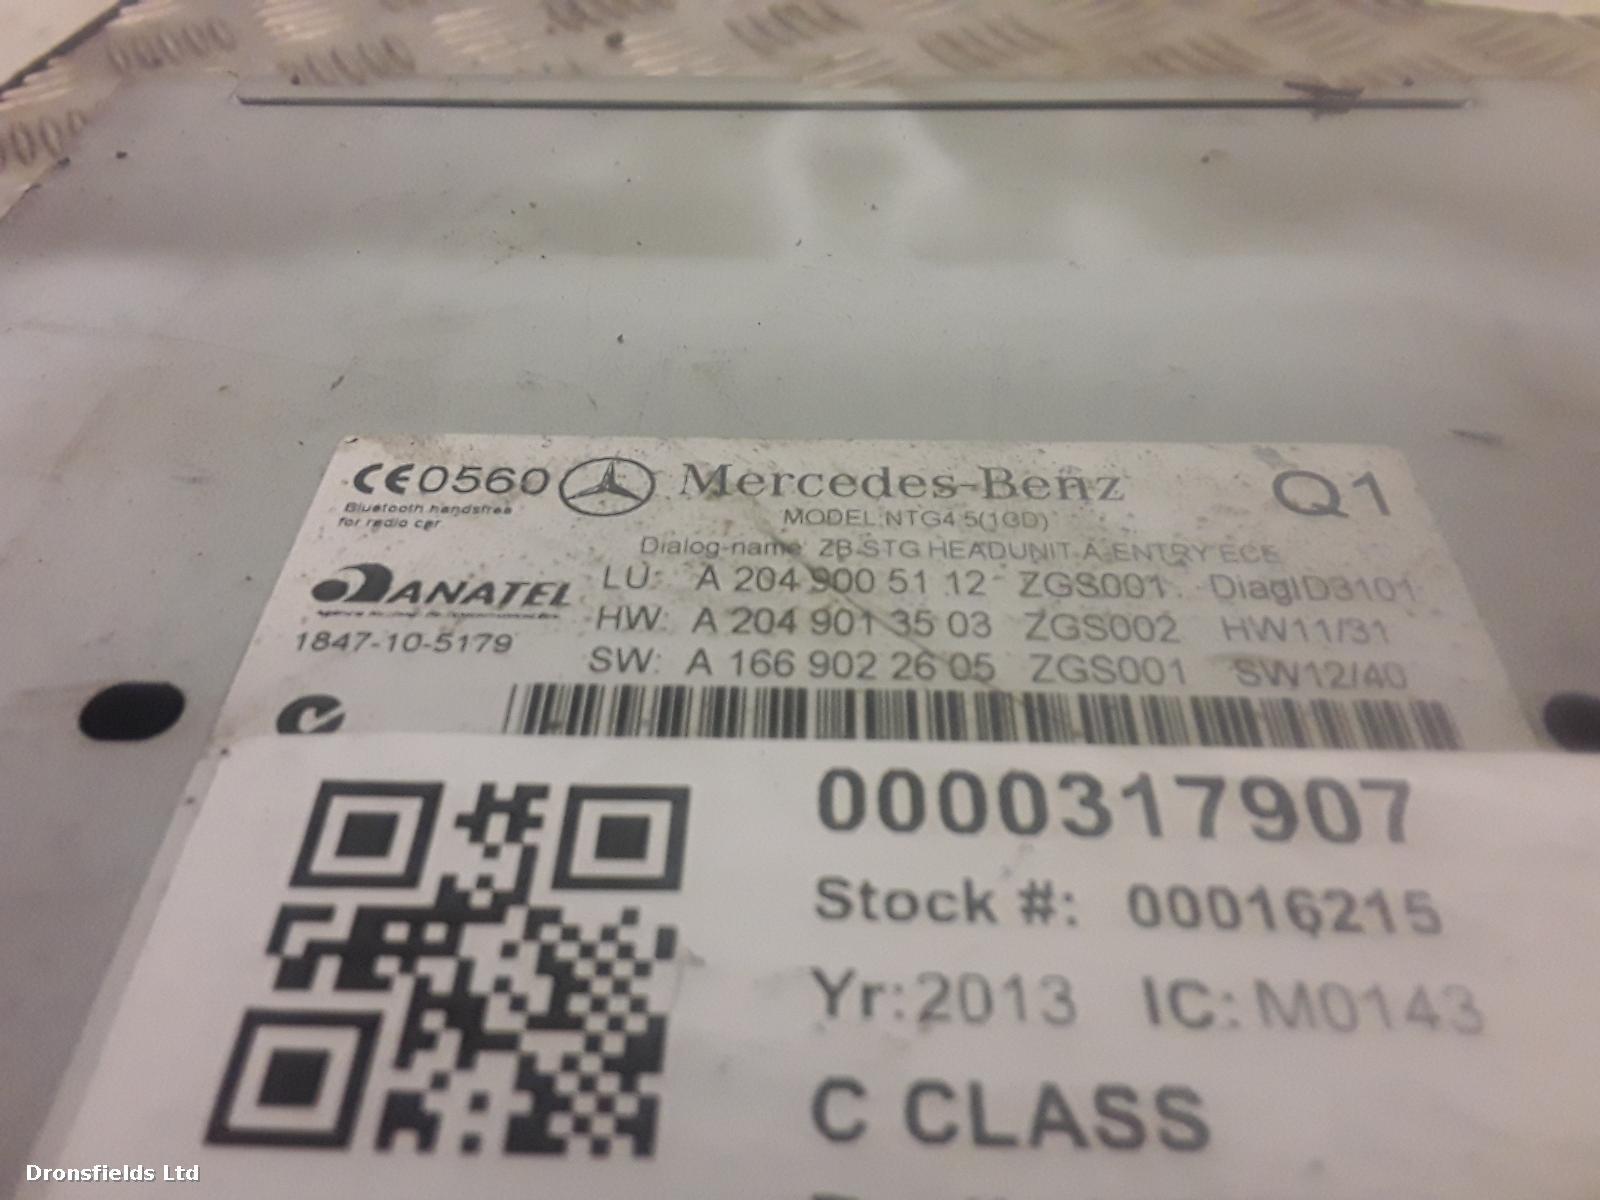 CE0560 Mercedes-Benz Q1
Bluetooth handsfree
for radio car
MODEL:NTG4.5(1GD)
Dialog-name: ZB STG HEADUNIT A-ENTRY ECE
ANATEL
LU: A 204 900 51 12 ZGS001 DiagID3101
HW: A 204 901 35 03 ZGS002 HW11/31
1847-10-5179
SW: A 166 902 26 05 ZGS001 SW12/40
0000317907
Stock #: 00016215
Yr:2013 IC:M0143
C CLASS
Dronsfields Ltd